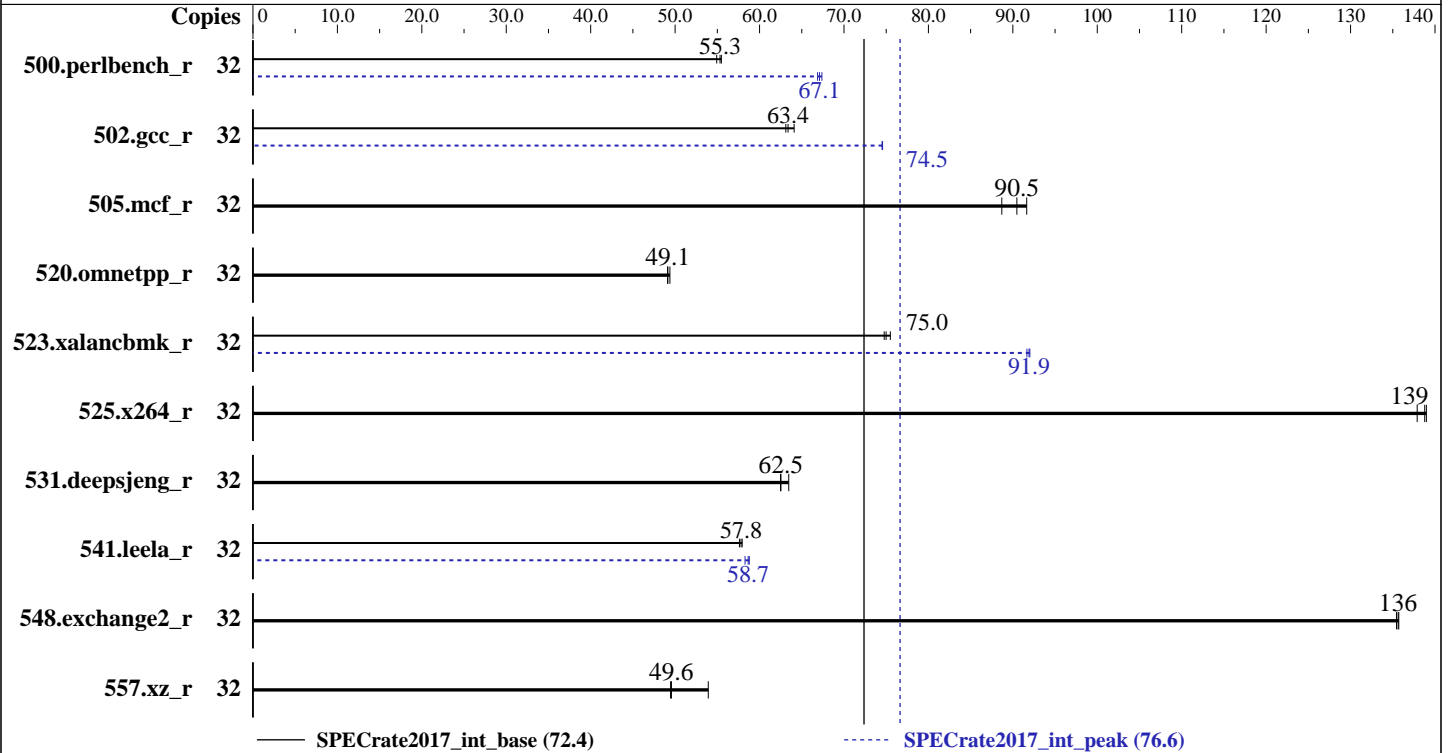 Copies 0 10.0 20.0 30.0 40.0 50.0 60.0 70.0 80.0 90.0 100 110 120 130 140
500.perlbench_r 32 55.3
67.1
502.gcc_r 32 63.4
74.5
505.mcf_r 32 90.5
520.omnetpp_r 32 49.1
523.xalancbmk_r 32 75.0
91.9
525.x264_r 32 139
531.deepsjeng_r 32 62.5
541.leela_r 32 57.8
58.7
548.exchange2_r 32 136
557.xz_r 32 49.6
SPECrate2017_int_base (72.4) SPECrate2017_int_peak (76.6)